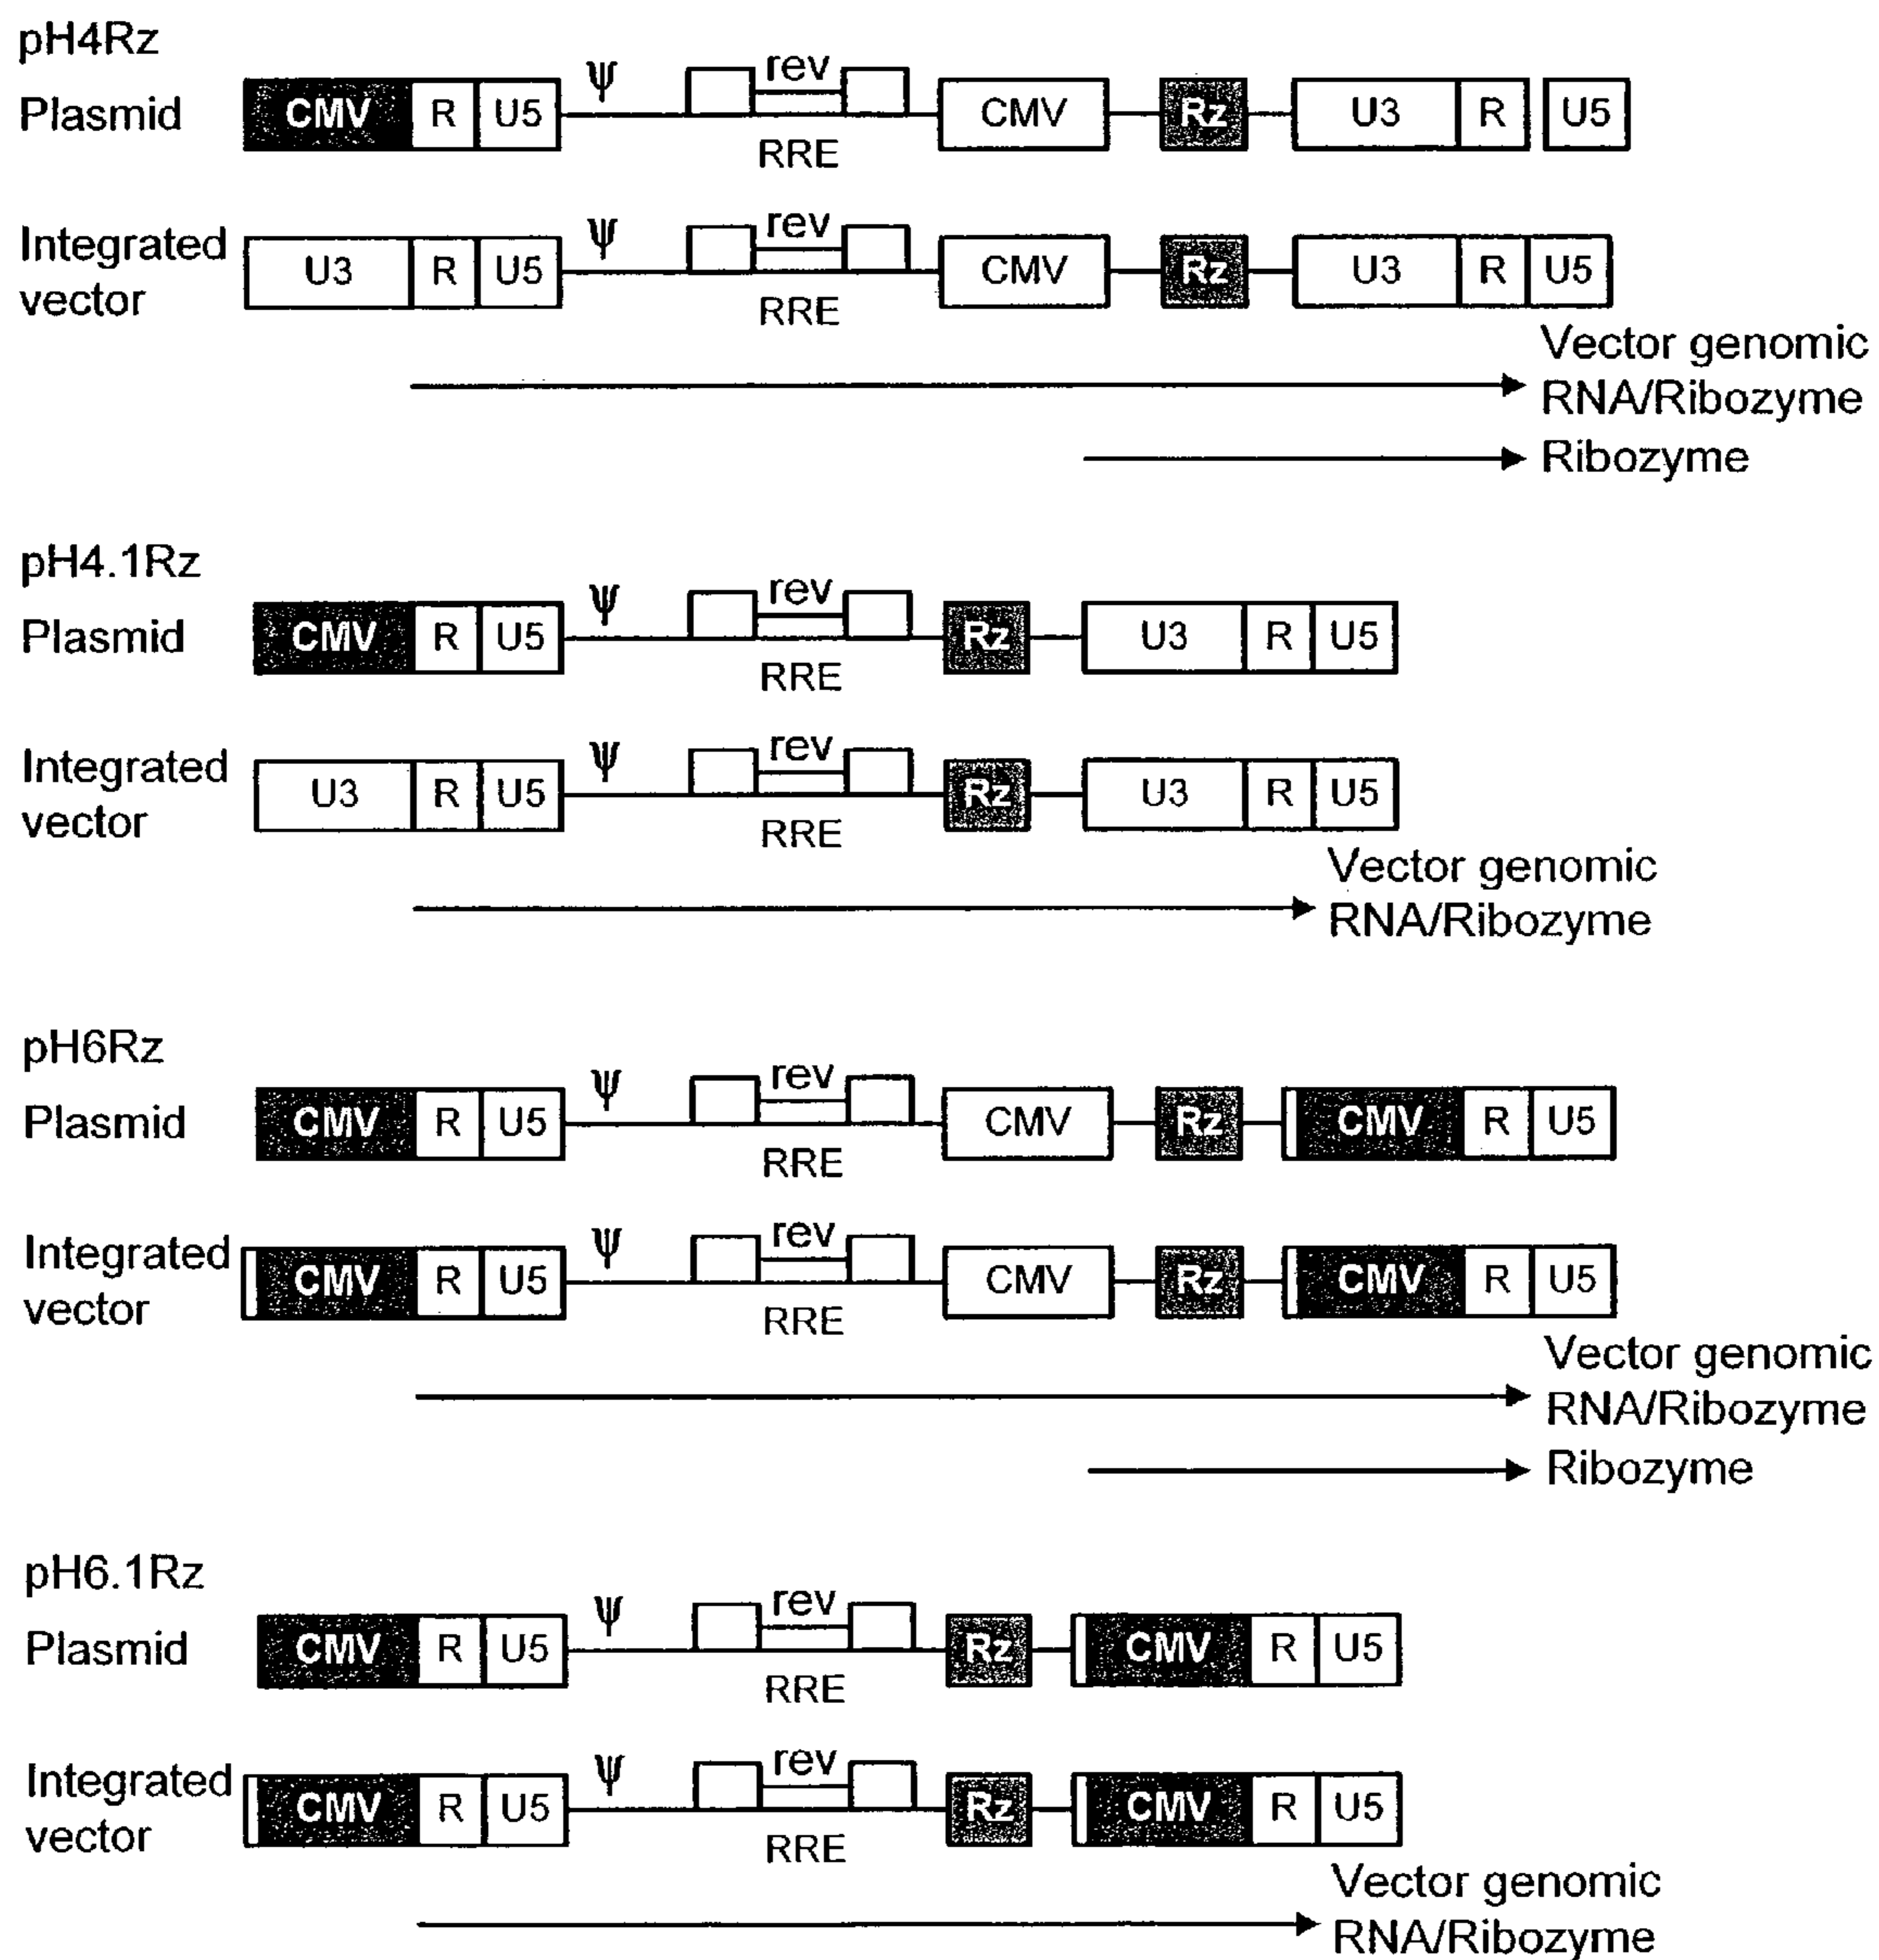 pH4Rz
Plasmid CMV R U5 ψ rev RRE CMV Rz U3 R U5
Integrated vector U3 R U5 ψ rev RRE CMV Rz U3 R U5
Vector genomic
RNA/Ribozyme
Ribozyme
pH4.1Rz
Plasmid CMV R U5 ψ rev RRE Rz U3 R U5
Integrated vector U3 R U5 ψ rev RRE Rz U3 R U5
Vector genomic
RNA/Ribozyme
pH6Rz
Plasmid CMV R U5 ψ rev RRE CMV Rz CMV R U5
Integrated vector CMV R U5 ψ rev RRE CMV Rz CMV R U5
Vector genomic
RNA/Ribozyme
Ribozyme
pH6.1Rz
Plasmid CMV R U5 ψ rev RRE Rz CMV R U5
Integrated vector CMV R U5 ψ rev RRE Rz CMV R U5
Vector genomic
RNA/Ribozyme